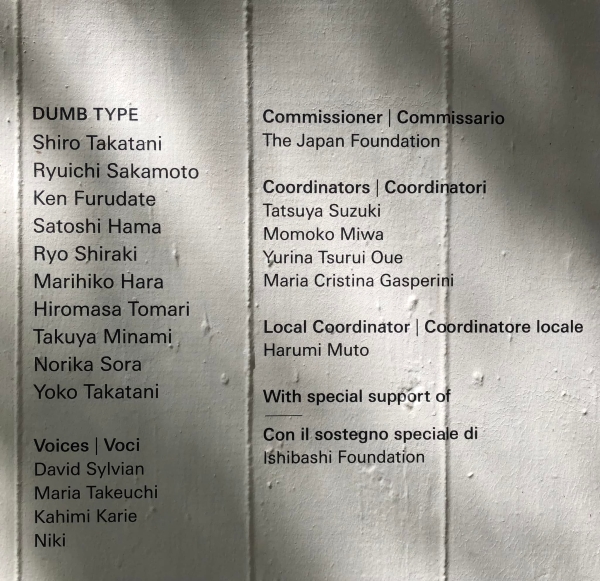 DUMB TYPE
Shiro Takatani
Ryuichi Sakamoto
Ken Furudate
Satoshi Hama
Ryo Shiraki
Marihiko Hara
Hiromasa Tomari
Takuya Minami
Norika Sora
Yoko Takatani
Voices | Voci
David Sylvian
Maria Takeuchi
Kahimi Karie
Niki
Commissioner | Commissario
The Japan Foundation
Coordinators | Coordinatori
Tatsuya Suzuki
Momoko Miwa
Yurina Tsurui Oue
Maria Cristina Gasperini
Local Coordinator | Coordinatore locale
Harumi Muto
With special support of
Con il sostegno speciale di
Ishibashi Foundation